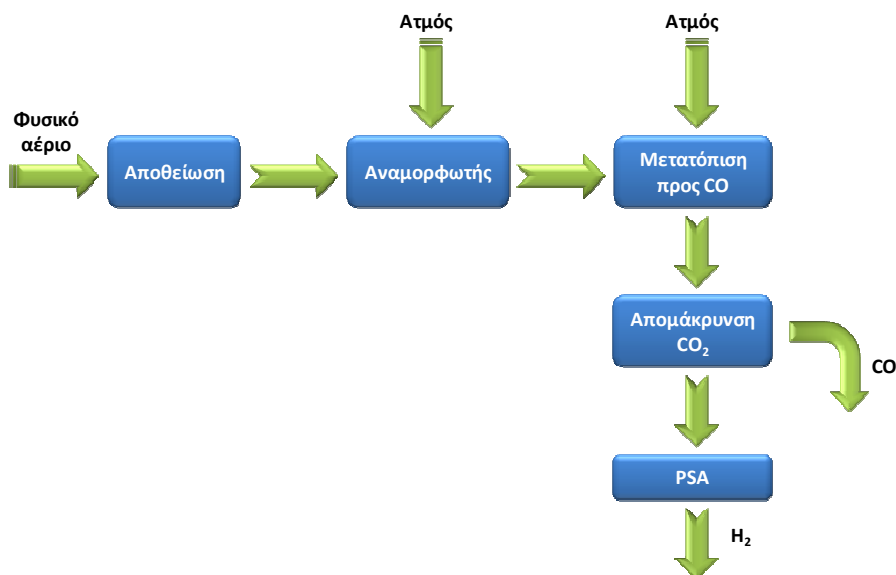 Ατμός
Ατμός
Φυσικό
αέριο
Αποθείωση
Αναμορφωτής
Μετατόπιση
προς CO
Απομάκρυνση
CO₂
CO
PSA
H₂